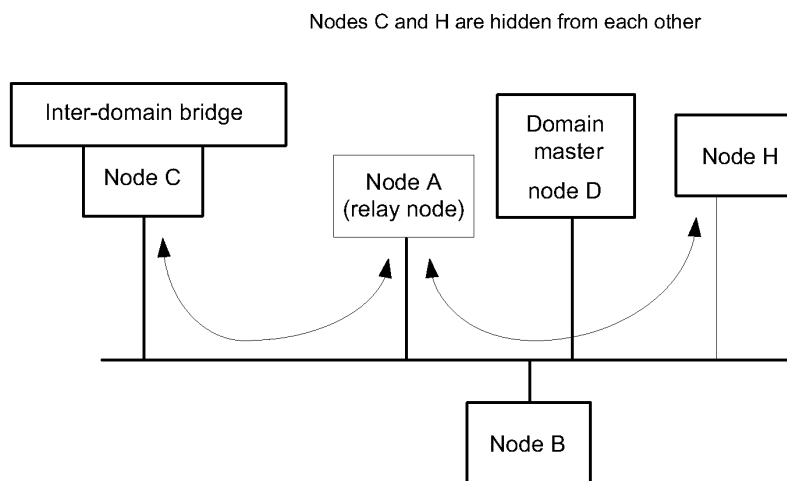 Nodes C and H are hidden from each other
Inter-domain bridge
Node C
Node A
(relay node)
Domain
master
node D
Node H
Node B